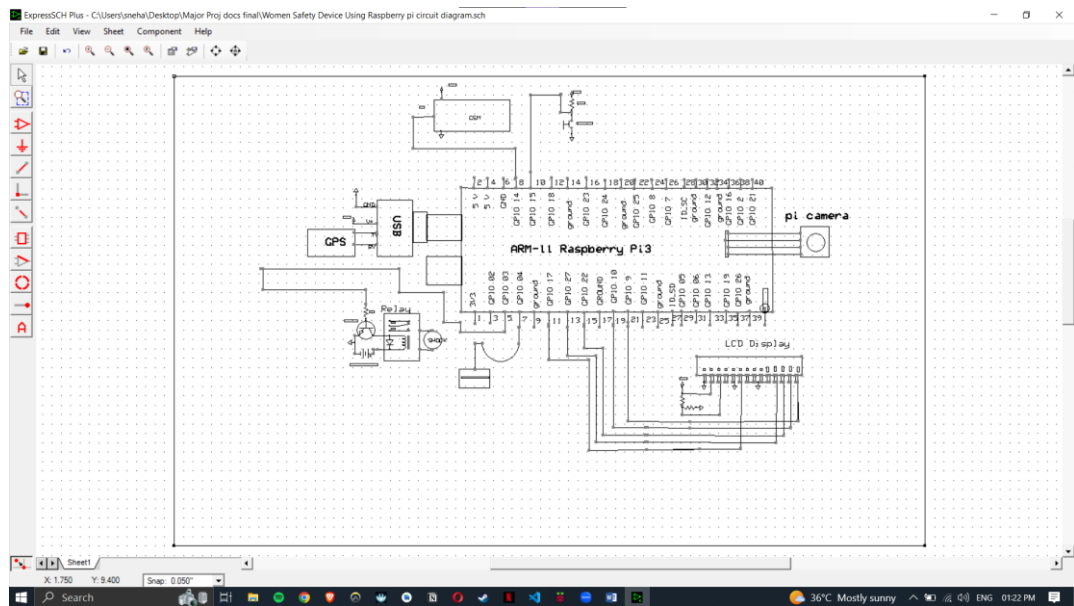 ExpressSCH Plus - C:\Users\sneha\Desktop\Major Proj docs final\Women Safety Device Using Raspberry pi circuit diagram.sch
File Edit View Sheet Component Help
GSM
2 4 6 8 10 12 14 16 18 20 22 24 26 28 30 32 34 36 38 40
5 V
5 V
GND
GPIO 14
GPIO 15
GPIO 18
ground
GPIO 23
GPIO 24
ground
GPIO 25
GPIO 8
GPIO 7
ID_SC
ground
GPIO 12
ground
GPIO 16
GPIO 2
GPIO 21
pi camera
USB
GPS
ARM-11 Raspberry Pi3
3V3
GPIO 02
GPIO 03
GPIO 04
ground
GPIO 17
GPIO 27
GPIO 22
GROUND
GPIO 10
GPIO 9
GPIO 11
ground
ID_SD
GPIO 05
GPIO 06
GPIO 13
GPIO 19
GPIO 26
ground
1 3 5 7 9 11 13 15 17 19 21 23 25 27 29 31 33 35 37 39
Relay
LCD Display
Sheet1
X: 1.750 Y: 9.400 Snap: 0.050"
Search
36°C Mostly sunny
ENG
01:22 PM